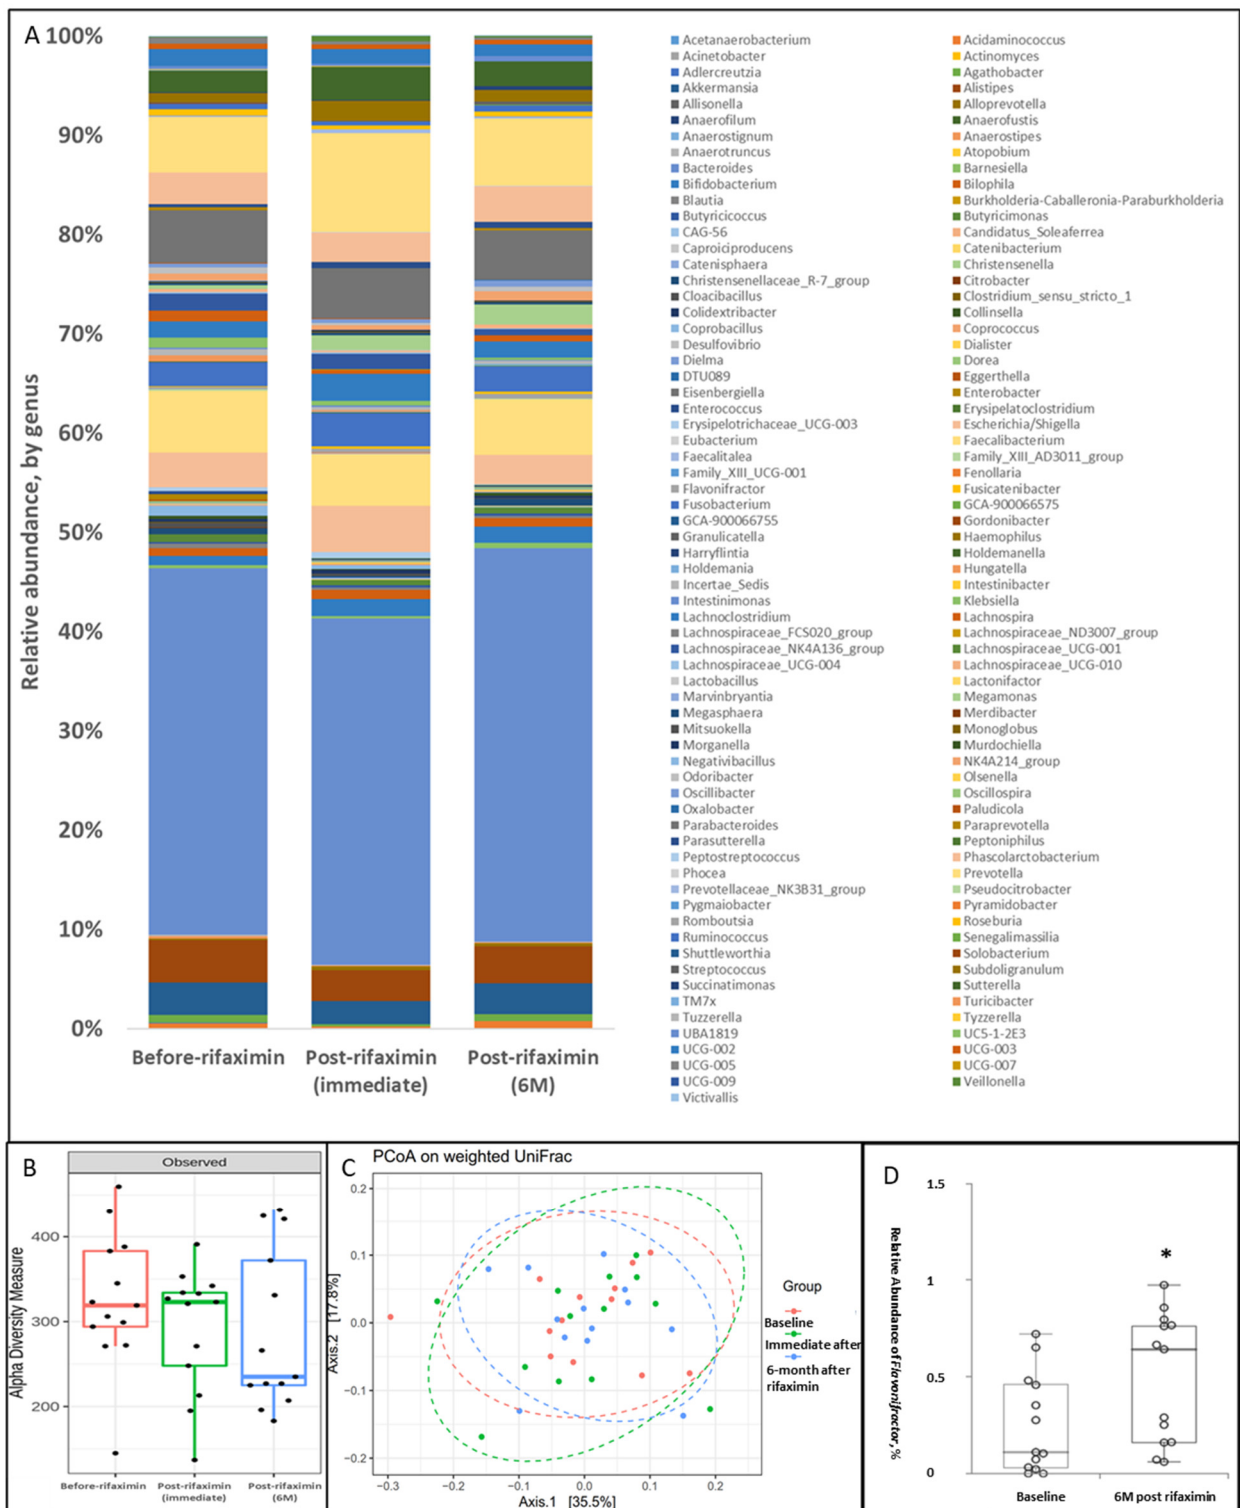 A
100%
90%
80%
70%
60%
50%
40%
30%
20%
10%
0%
Relative abundance, by genus
Before-rifaximin
Post-rifaximin
(immediate)
Post-rifaximin
(6M)
Acetanaerobacterium Acidaminococcus
Acinetobacter Actinomyces
Adlercreutzia Agathobacter
Akkermansia Alistipes
Allisonella Alloprevotella
Anaerofilum Anaerofustis
Anaerostignum Anaerostipes
Anaerotruncus Atopobium
Bacteroides Barnesiella
Bifidobacterium Bilophila
Blautia Burkholderia-Caballeronia-Paraburkholderia
Butyricicoccus Butyricimonas
CAG-56 Candidatus_Soleaferrea
Caproiciproducens Catenibacterium
Catenisphaera Christensenella
Christensenellaceae_R-7_group Citrobacter
Cloacibacillus Clostridium_sensu_stricto_1
Colidextribacter Collinsella
Coprobacillus Coprococcus
Desulfovibrio Dialister
Dielma Dorea
DTU089 Eggerthella
Eisenbergiella Enterobacter
Enterococcus Erysipelatoclostridium
Erysipelotrichaceae_UCG-003 Escherichia/Shigella
Eubacterium Faecalibacterium
Faecalitalea Family_XIII_AD3011_group
Family_XIII_UCG-001 Fenollaria
Flavonifractor Fusicatenibacter
Fusobacterium GCA-900066575
GCA-900066755 Gordonibacter
Granulicatella Haemophilus
Harryflintia Holdemanella
Holdemania Hungatella
Incertae_Sedis Intestinibacter
Intestinimonas Klebsiella
Lachnoclostridium Lachnospira
Lachnospiraceae_FCS020_group Lachnospiraceae_ND3007_group
Lachnospiraceae_NK4A136_group Lachnospiraceae_UCG-001
Lachnospiraceae_UCG-004 Lachnospiraceae_UCG-010
Lactobacillus Lactonifactor
Marvinbryantia Megamonas
Megasphaera Merdibacter
Mitsuokella Monoglobus
Morganella Murdochiella
Negativibacillus NK4A214_group
Odoribacter Olsenella
Oscillibacter Oscillospira
Oxalobacter Paludicola
Parabacteroides Paraprevotella
Parasutterella Peptoniphilus
Peptostreptococcus Phascolarctobacterium
Phocea Prevotella
Prevotellaceae_NK3B31_group Pseudocitrobacter
Pygmaiobacter Pyramidobacter
Romboutsia Roseburia
Ruminococcus Senegalimassilia
Shuttleworthia Solobacterium
Streptococcus Subdoligranulum
Succinatimonas Sutterella
TM7x Turicibacter
Tuzzerella Tyzzerella
UBA1819 UC5-1-2E3
UCG-002 UCG-003
UCG-005 UCG-007
UCG-009 Veillonella
Victivallis
B
Observed
Alpha Diversity Measure
400
300
200
Before-rifaximin
Post-rifaximin
(immediate)
Post-rifaximin
(6M)
C
PCoA on weighted UniFrac
0.2
0.1
0.0
−0.1
−0.2
Axis.2 [17.8%]
−0.3 −0.2 −0.1 0.0 0.1 0.2
Axis.1 [35.5%]
Group
Baseline
Immediate after
6-month after
rifaximin
D
Relative Abundance of Flavonifractor, %
1.5
1
0.5
0
*
Baseline 6M post rifaximin